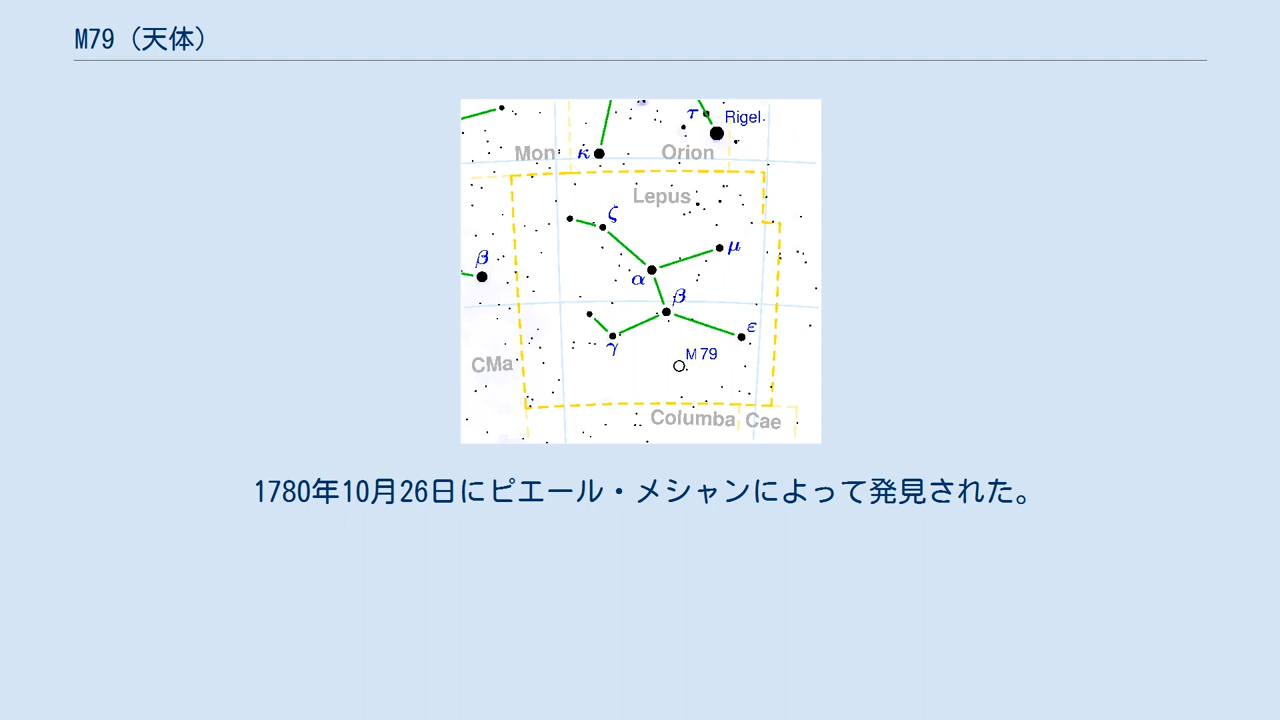 M79（天体）
τ Rigel
Mon κ Orion
Lepus
ζ
μ
β
α
β
ε
γ
M 79
CMa
Columba Cae
1780年10月26日にピエール・メシャンによって発見された。